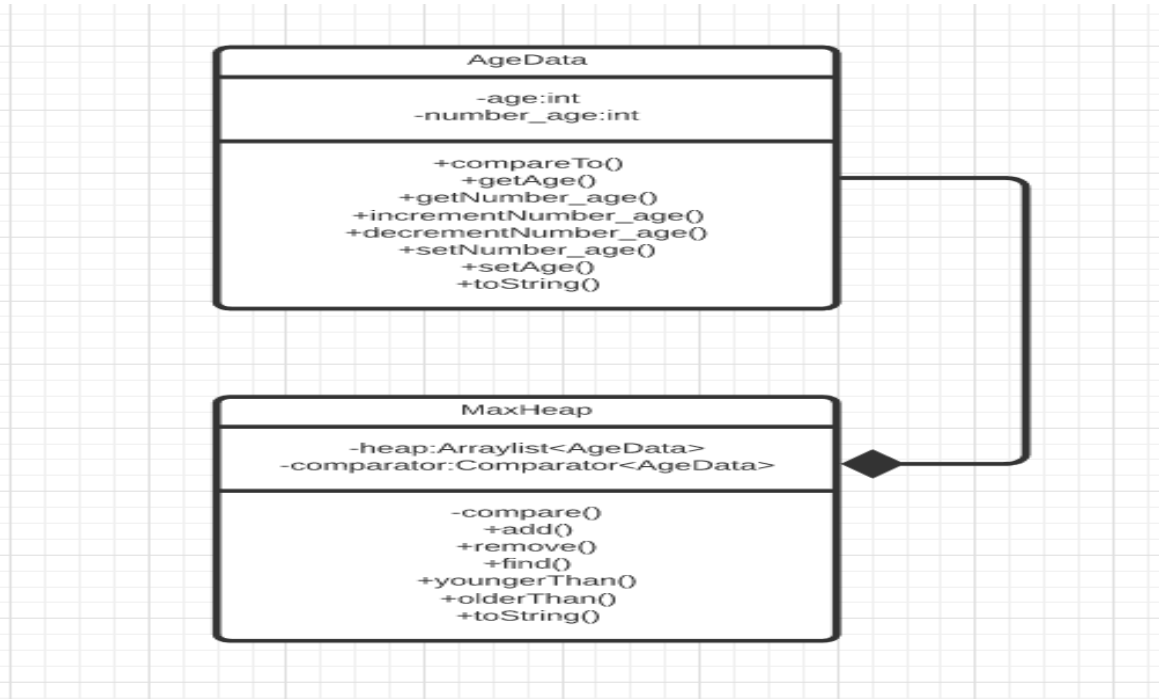 AgeData
-age:int
-number_age:int
+compareTo()
+getAge()
+getNumber_age()
+incrementNumber_age()
+decrementNumber_age()
+setNumber_age()
+setAge()
+toString()
MaxHeap
-heap:Arraylist<AgeData>
-comparator:Comparator<AgeData>
-compare()
+add()
+remove()
+find()
+youngerThan()
+olderThan()
+toString()